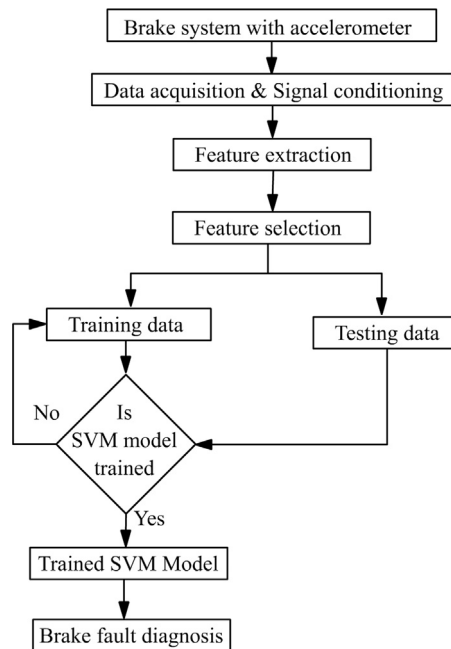 Brake system with accelerometer
Data acquisition & Signal conditioning
Feature extraction
Feature selection
Training data
Testing data
No
Is
SVM model
trained
Yes
Trained SVM Model
Brake fault diagnosis